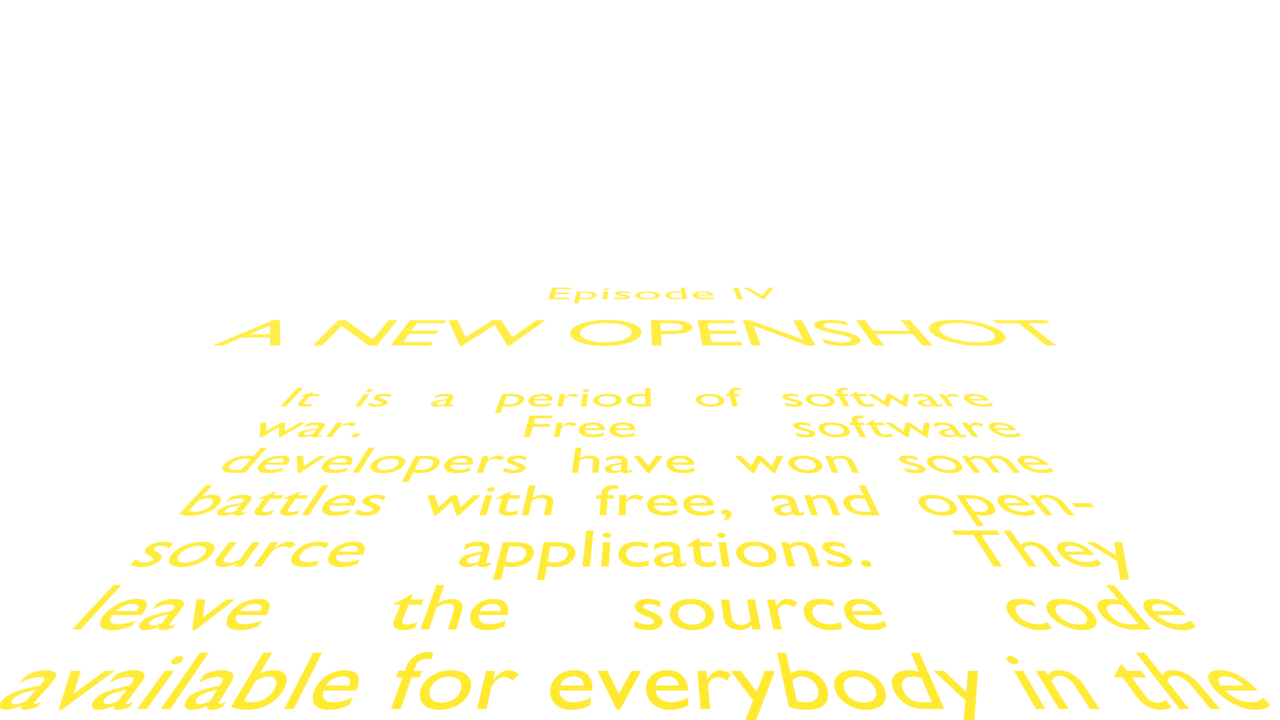 Episode IV
A NEW OPENSHOT
It is a period of software
war. Free software
developers have won some
battles with free, and open-
source applications. They
leave the source code
available for everybody in the